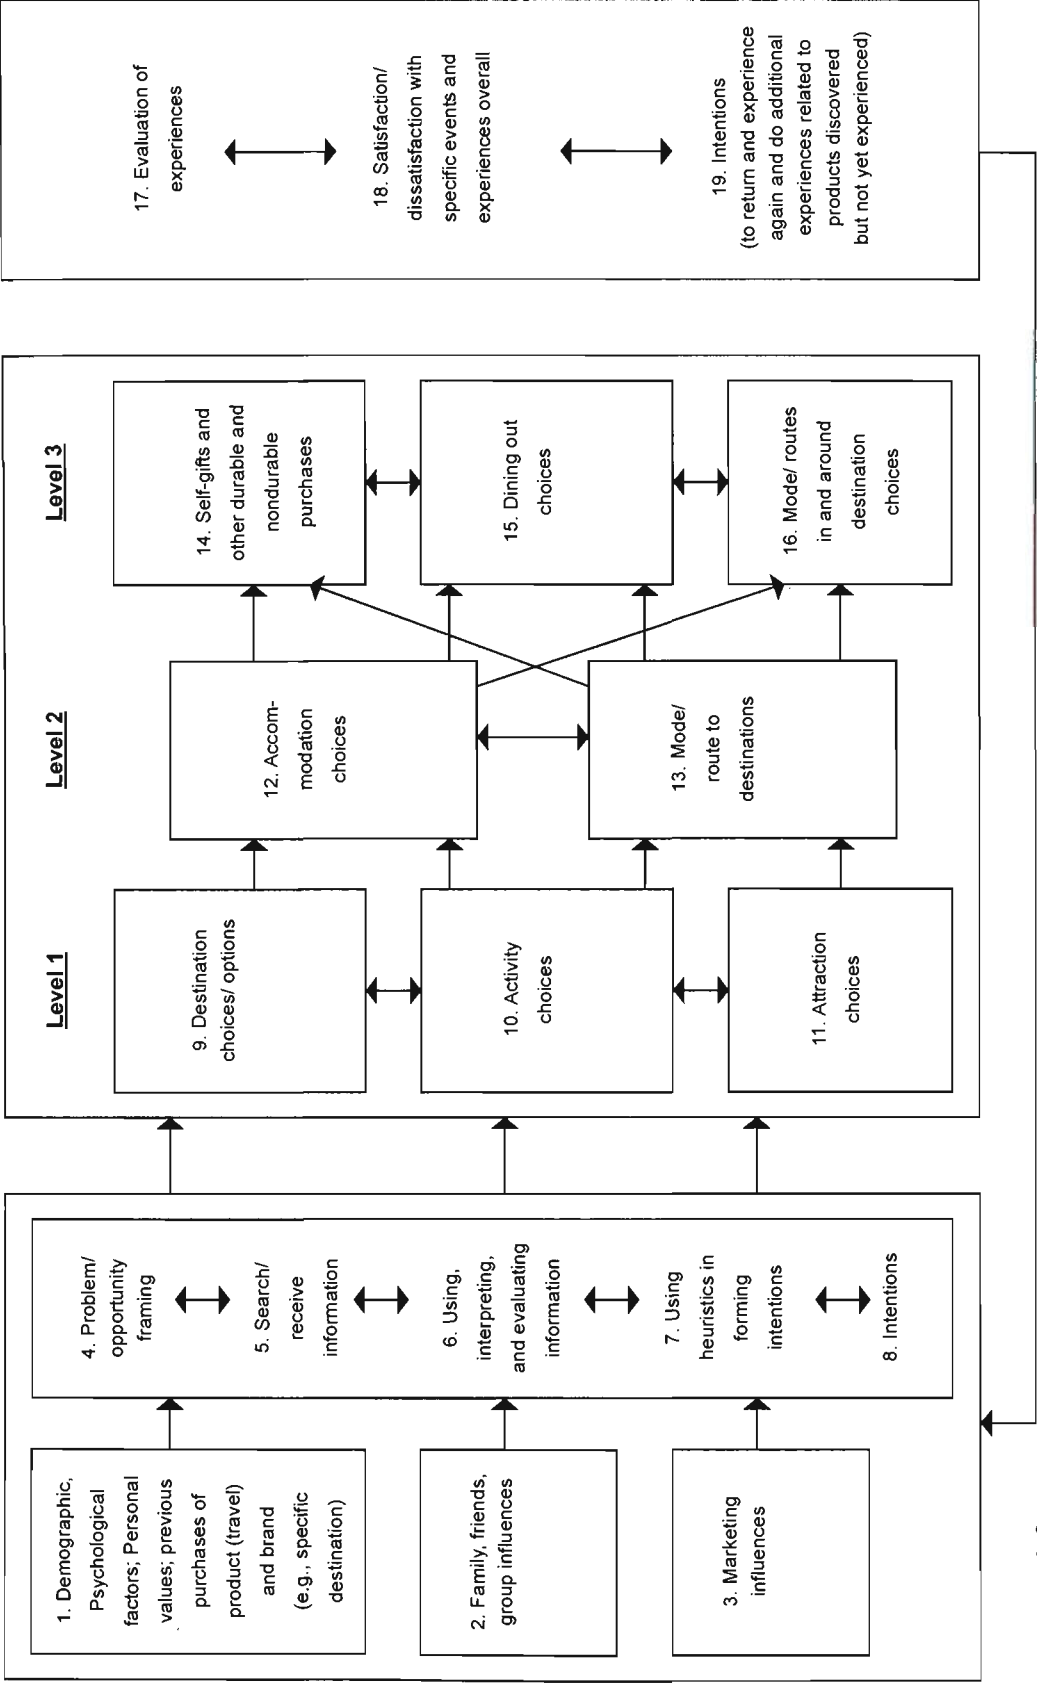 1. Demographic,
Psychological
factors; Personal
values; previous
purchases of
product (travel)
and brand
(e.g., specific
destination)
2. Family, friends,
group influences
3. Marketing
influences
4. Problem/
opportunity
framing
5. Search/
receive
information
6. Using,
interpreting,
and evaluating
information
7. Using
heuristics in
forming
intentions
8. Intentions
Level 1
9. Destination
choices/ options
10. Activity
choices
11. Attraction
choices
Level 2
12. Accom-
modation
choices
13. Mode/
route to
destinations
Level 3
14. Self-gifts and
other durable and
nondurable
purchases
15. Dining out
choices
16. Mode/ routes
in and around
destination
choices
17. Evaluation of
experiences
18. Satisfaction/
dissatisfaction with
specific events and
experiences overall
19. Intentions
(to return and experience
again and do additional
experiences related to
products discovered
but not yet experienced)